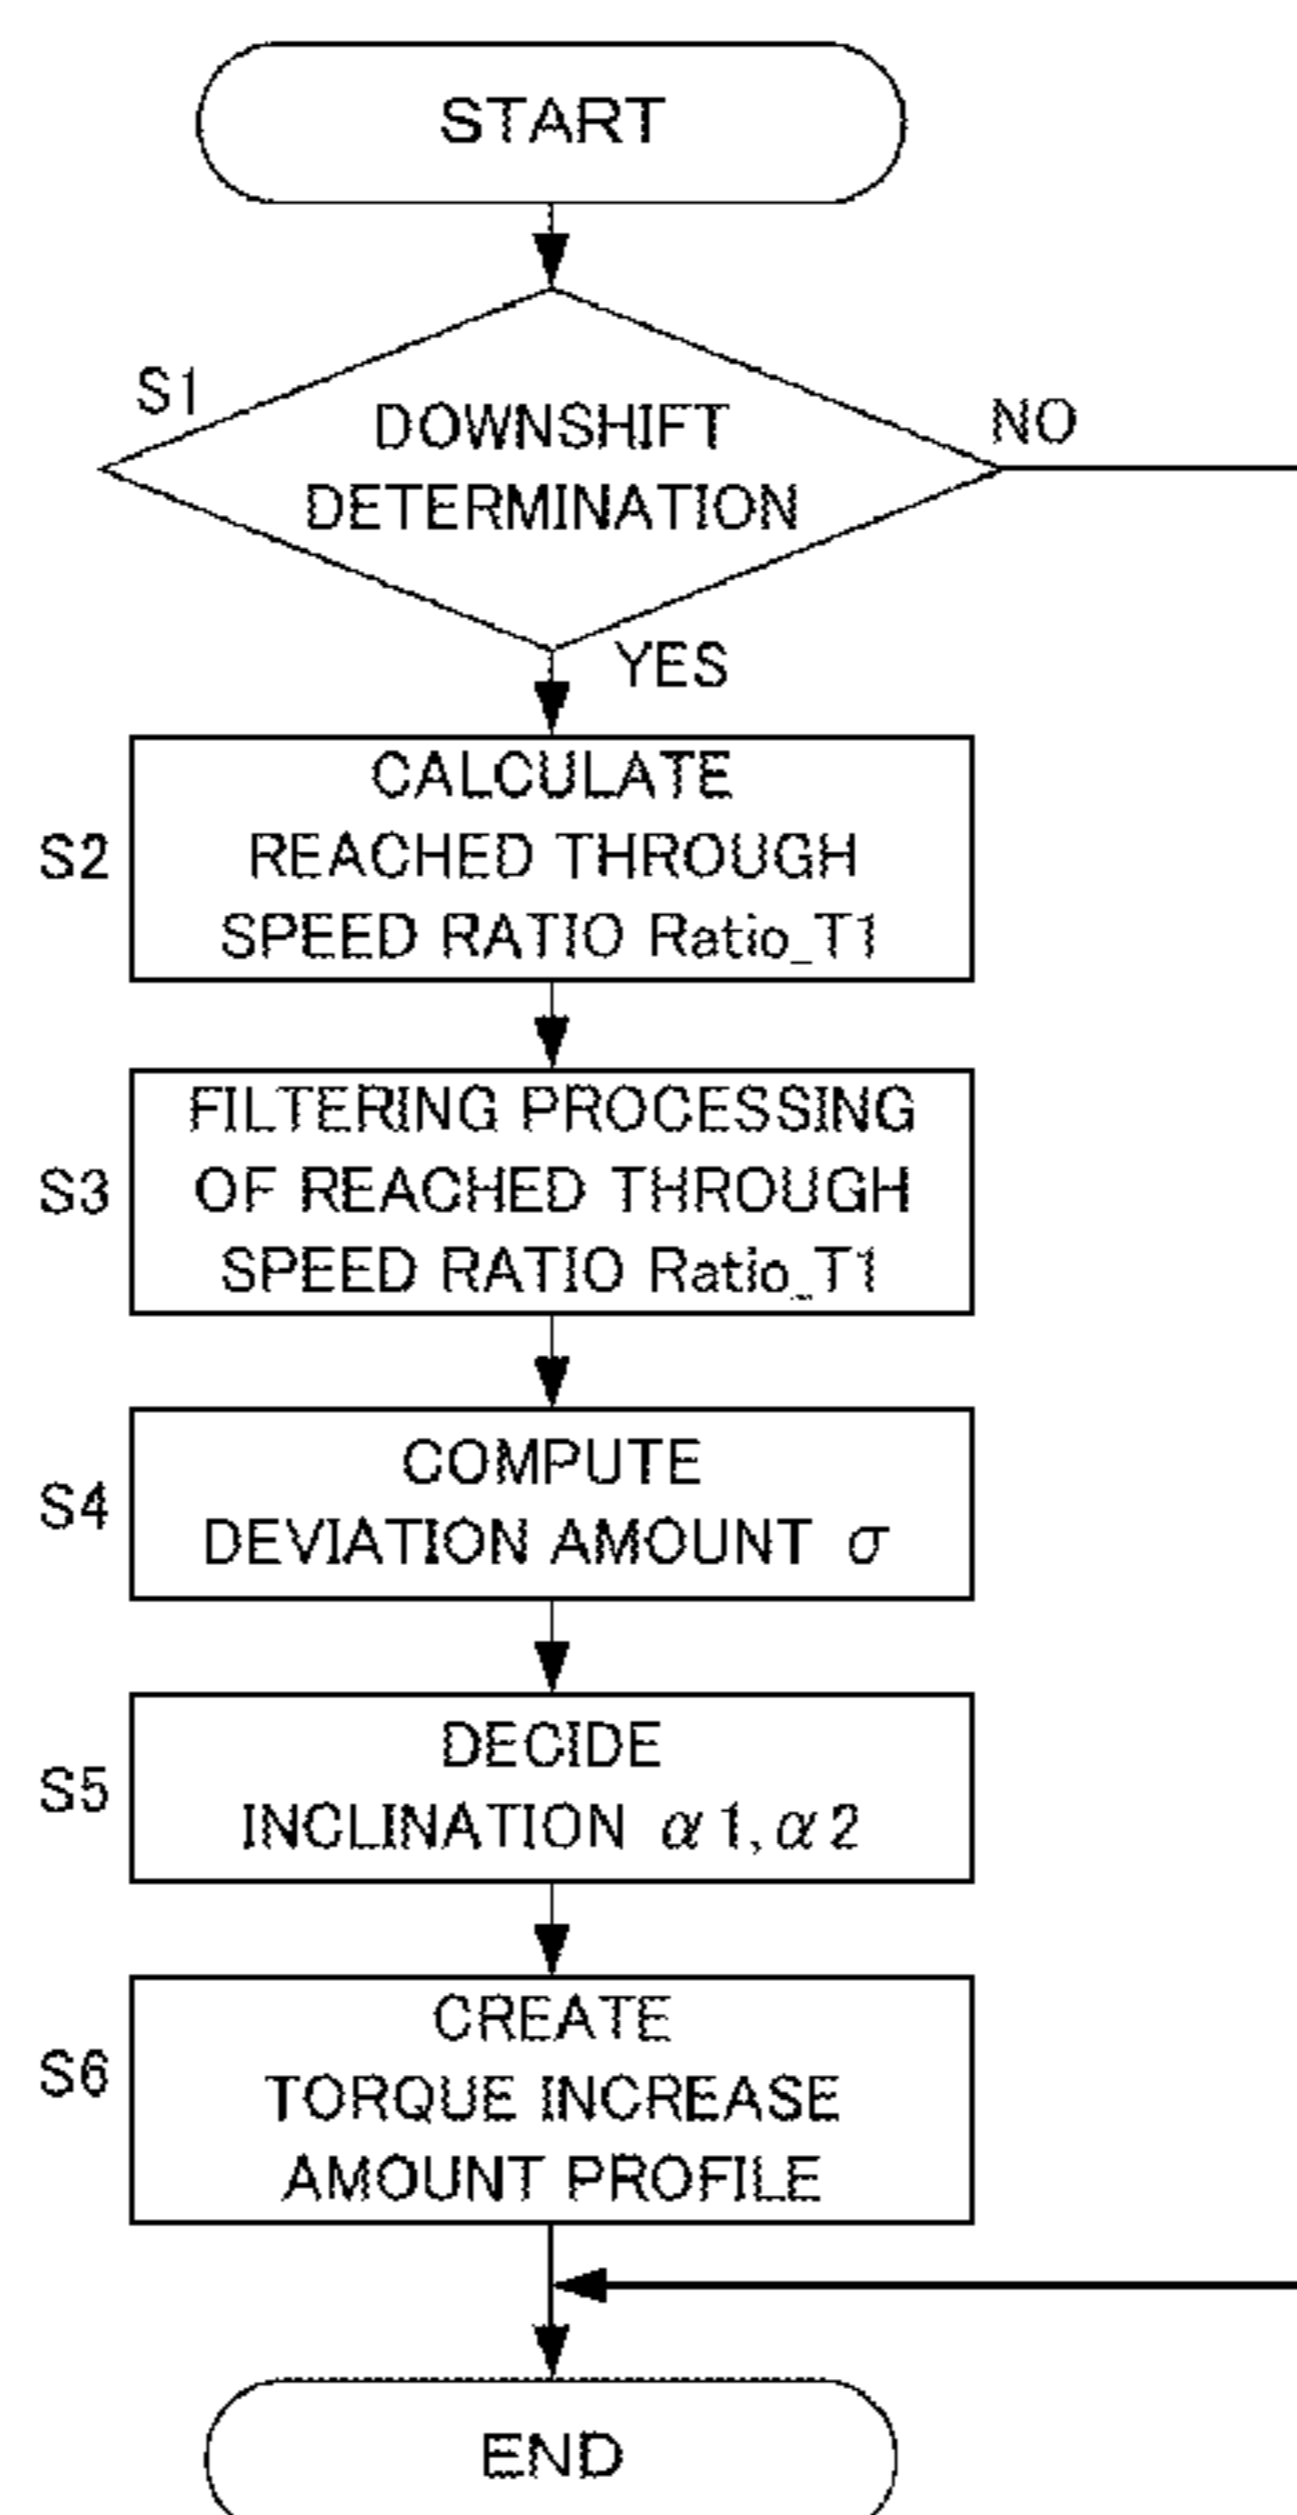 START
S1
DOWNSHIFT
DETERMINATION
NO
YES
S2
CALCULATE
REACHED THROUGH
SPEED RATIO Ratio_T1
S3
FILTERING PROCESSING
OF REACHED THROUGH
SPEED RATIO Ratio_T1
S4
COMPUTE
DEVIATION AMOUNT σ
S5
DECIDE
INCLINATION α1,α2
S6
CREATE
TORQUE INCREASE
AMOUNT PROFILE
END